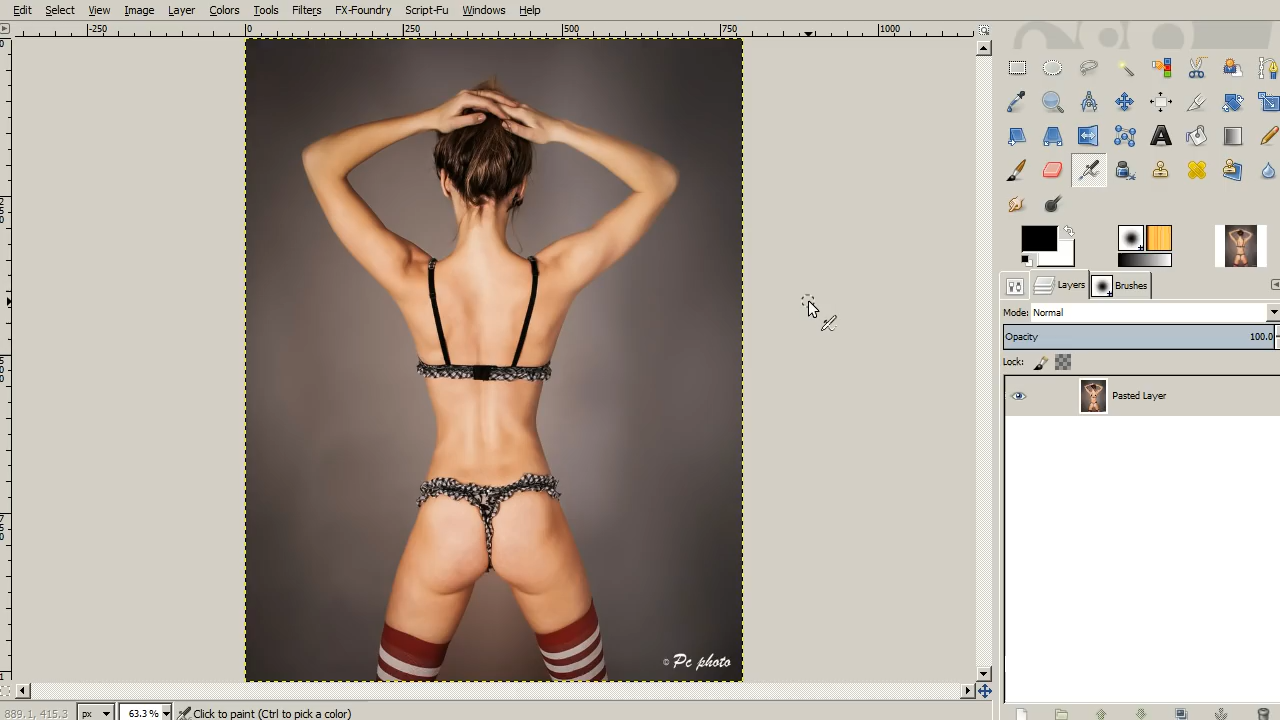 Edit Select View Image Layer Colors Tools Filters FX-Foundry Script-Fu Windows Help
-250 0 250 500 750 1000
Layers Brushes
Mode: Normal
Opacity 100.0
Lock:
Pasted Layer
© Pc photo
889.1, 415.3 px 63.3 % Click to paint (Ctrl to pick a color)